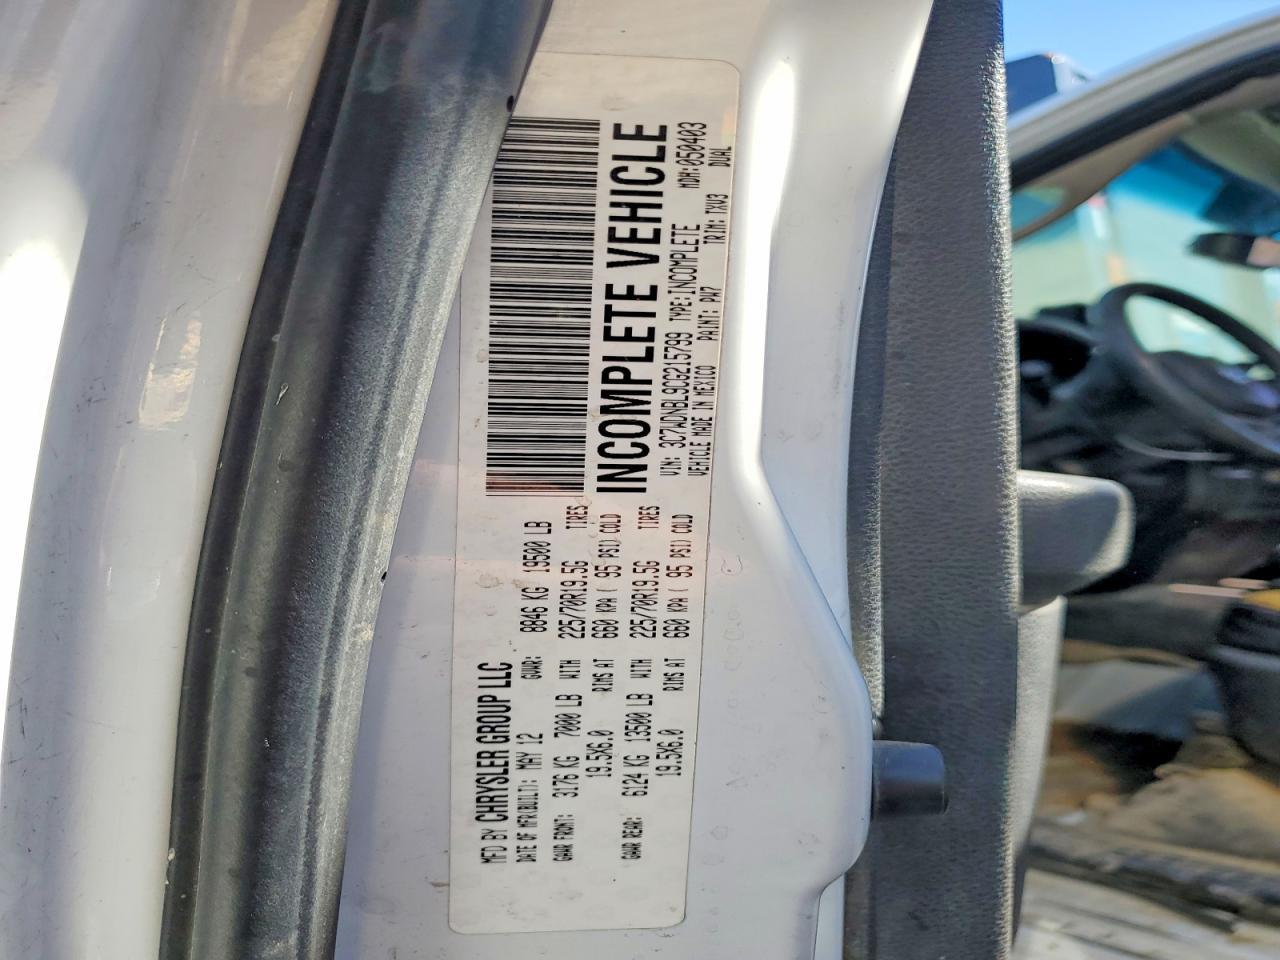 MFD BY CHRYSLER GROUP LLC
DATE OF MFR(BUILT): MAY 12 GVWR: 8846 KG 19500 LB
GAWR FRONT: 3176 KG 7000 LB WITH 225/70R19.5G TIRES
19.5X6.0 RIMS AT 660 KPA ( 95 PSI) COLD
GAWR REAR: 6124 KG 13500 LB WITH 225/70R19.5G TIRES
19.5X6.0 RIMS AT 660 KPA ( 95 PSI) COLD
INCOMPLETE VEHICLE
VIN: 3C7WDNBL9CG215799 TYPE:INCOMPLETE MDH:050403
VEHICLE MADE IN MEXICO PAINT: PW7 TRIM: TXV3 DUAL